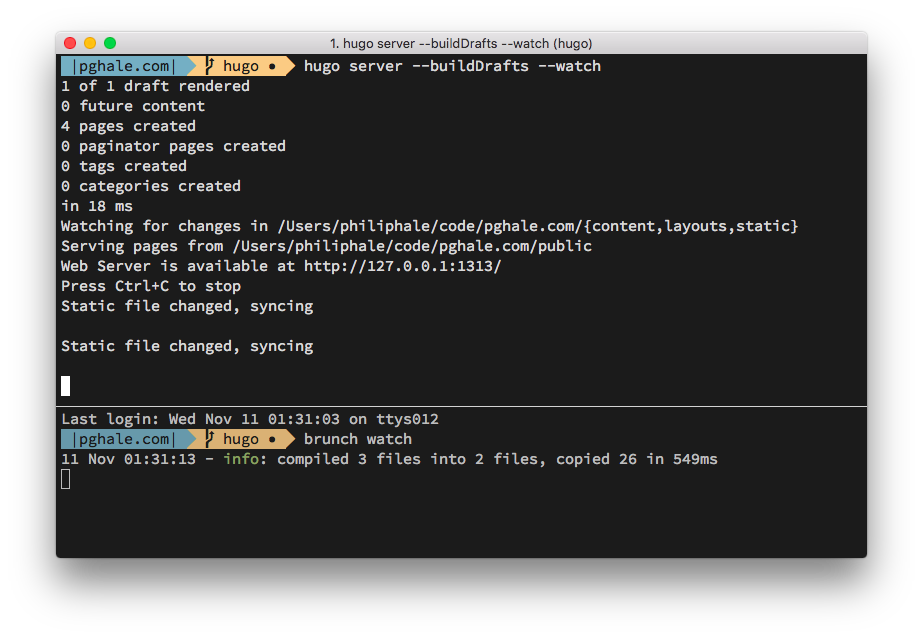 1. hugo server --buildDrafts --watch (hugo)
|pghale.com| hugo ● hugo server --buildDrafts --watch
1 of 1 draft rendered
0 future content
4 pages created
0 paginator pages created
0 tags created
0 categories created
in 18 ms
Watching for changes in /Users/philiphale/code/pghale.com/{content,layouts,static}
Serving pages from /Users/philiphale/code/pghale.com/public
Web Server is available at http://127.0.0.1:1313/
Press Ctrl+C to stop
Static file changed, syncing
Static file changed, syncing
Last login: Wed Nov 11 01:31:03 on ttys012
|pghale.com| hugo ● brunch watch
11 Nov 01:31:13 - info: compiled 3 files into 2 files, copied 26 in 549ms